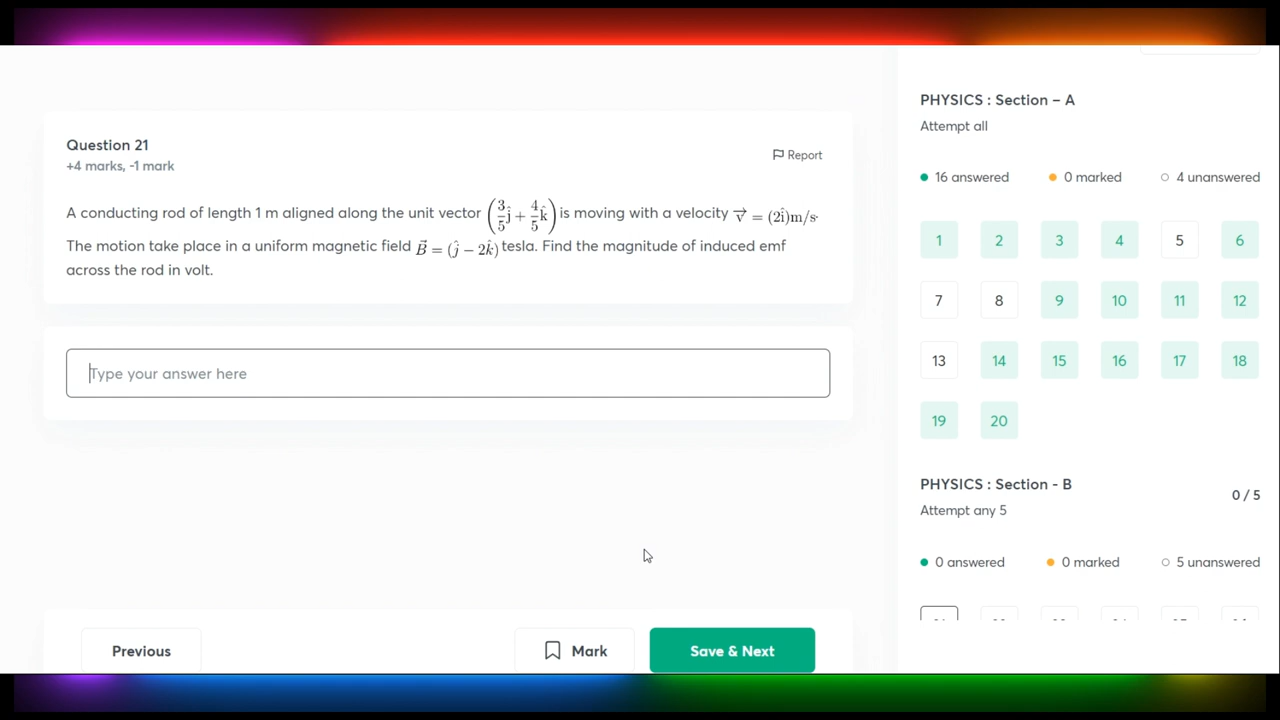 Question 21
+4 marks, -1 mark
Report
A conducting rod of length 1 m aligned along the unit vector (3/5 ĵ + 4/5 k̂) is moving with a velocity v⃗ = (2î)m/s·
The motion take place in a uniform magnetic field B⃗ = (ĵ − 2k̂) tesla. Find the magnitude of induced emf
across the rod in volt.
Type your answer here
Previous
Mark
Save & Next
PHYSICS : Section – A
Attempt all
16 answered 0 marked 4 unanswered
1 2 3 4 5 6
7 8 9 10 11 12
13 14 15 16 17 18
19 20
PHYSICS : Section - B
0 / 5
Attempt any 5
0 answered 0 marked 5 unanswered